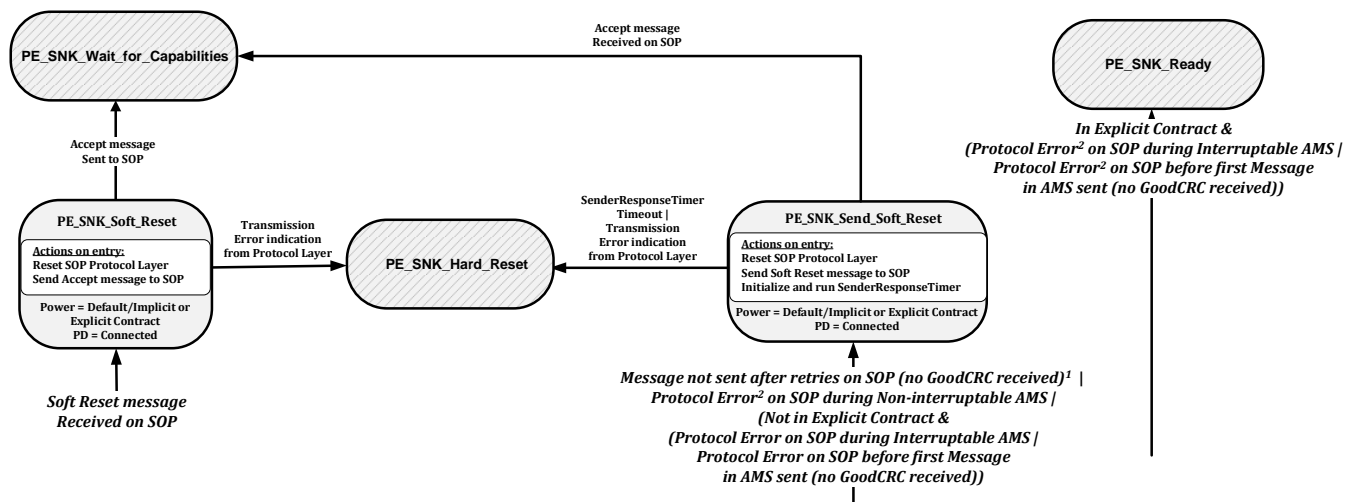 Accept message
Received on SOP
PE_SNK_Wait_for_Capabilities
PE_SNK_Ready
Accept message
Sent to SOP
In Explicit Contract &
(Protocol Error² on SOP during Interruptable AMS |
Protocol Error² on SOP before first Message
in AMS sent (no GoodCRC received))
PE_SNK_Soft_Reset
Actions on entry:
Reset SOP Protocol Layer
Send Accept message to SOP
Power = Default/Implicit or
Explicit Contract
PD = Connected
Transmission
Error indication
from Protocol Layer
PE_SNK_Hard_Reset
SenderResponseTimer
Timeout |
Transmission
Error indication
from Protocol Layer
PE_SNK_Send_Soft_Reset
Actions on entry:
Reset SOP Protocol Layer
Send Soft Reset message to SOP
Initialize and run SenderResponseTimer
Power = Default/Implicit or Explicit Contract
PD = Connected
Soft Reset message
Received on SOP
Message not sent after retries on SOP (no GoodCRC received)¹ |
Protocol Error² on SOP during Non-interruptable AMS |
(Not in Explicit Contract &
(Protocol Error on SOP during Interruptable AMS |
Protocol Error on SOP before first Message
in AMS sent (no GoodCRC received))